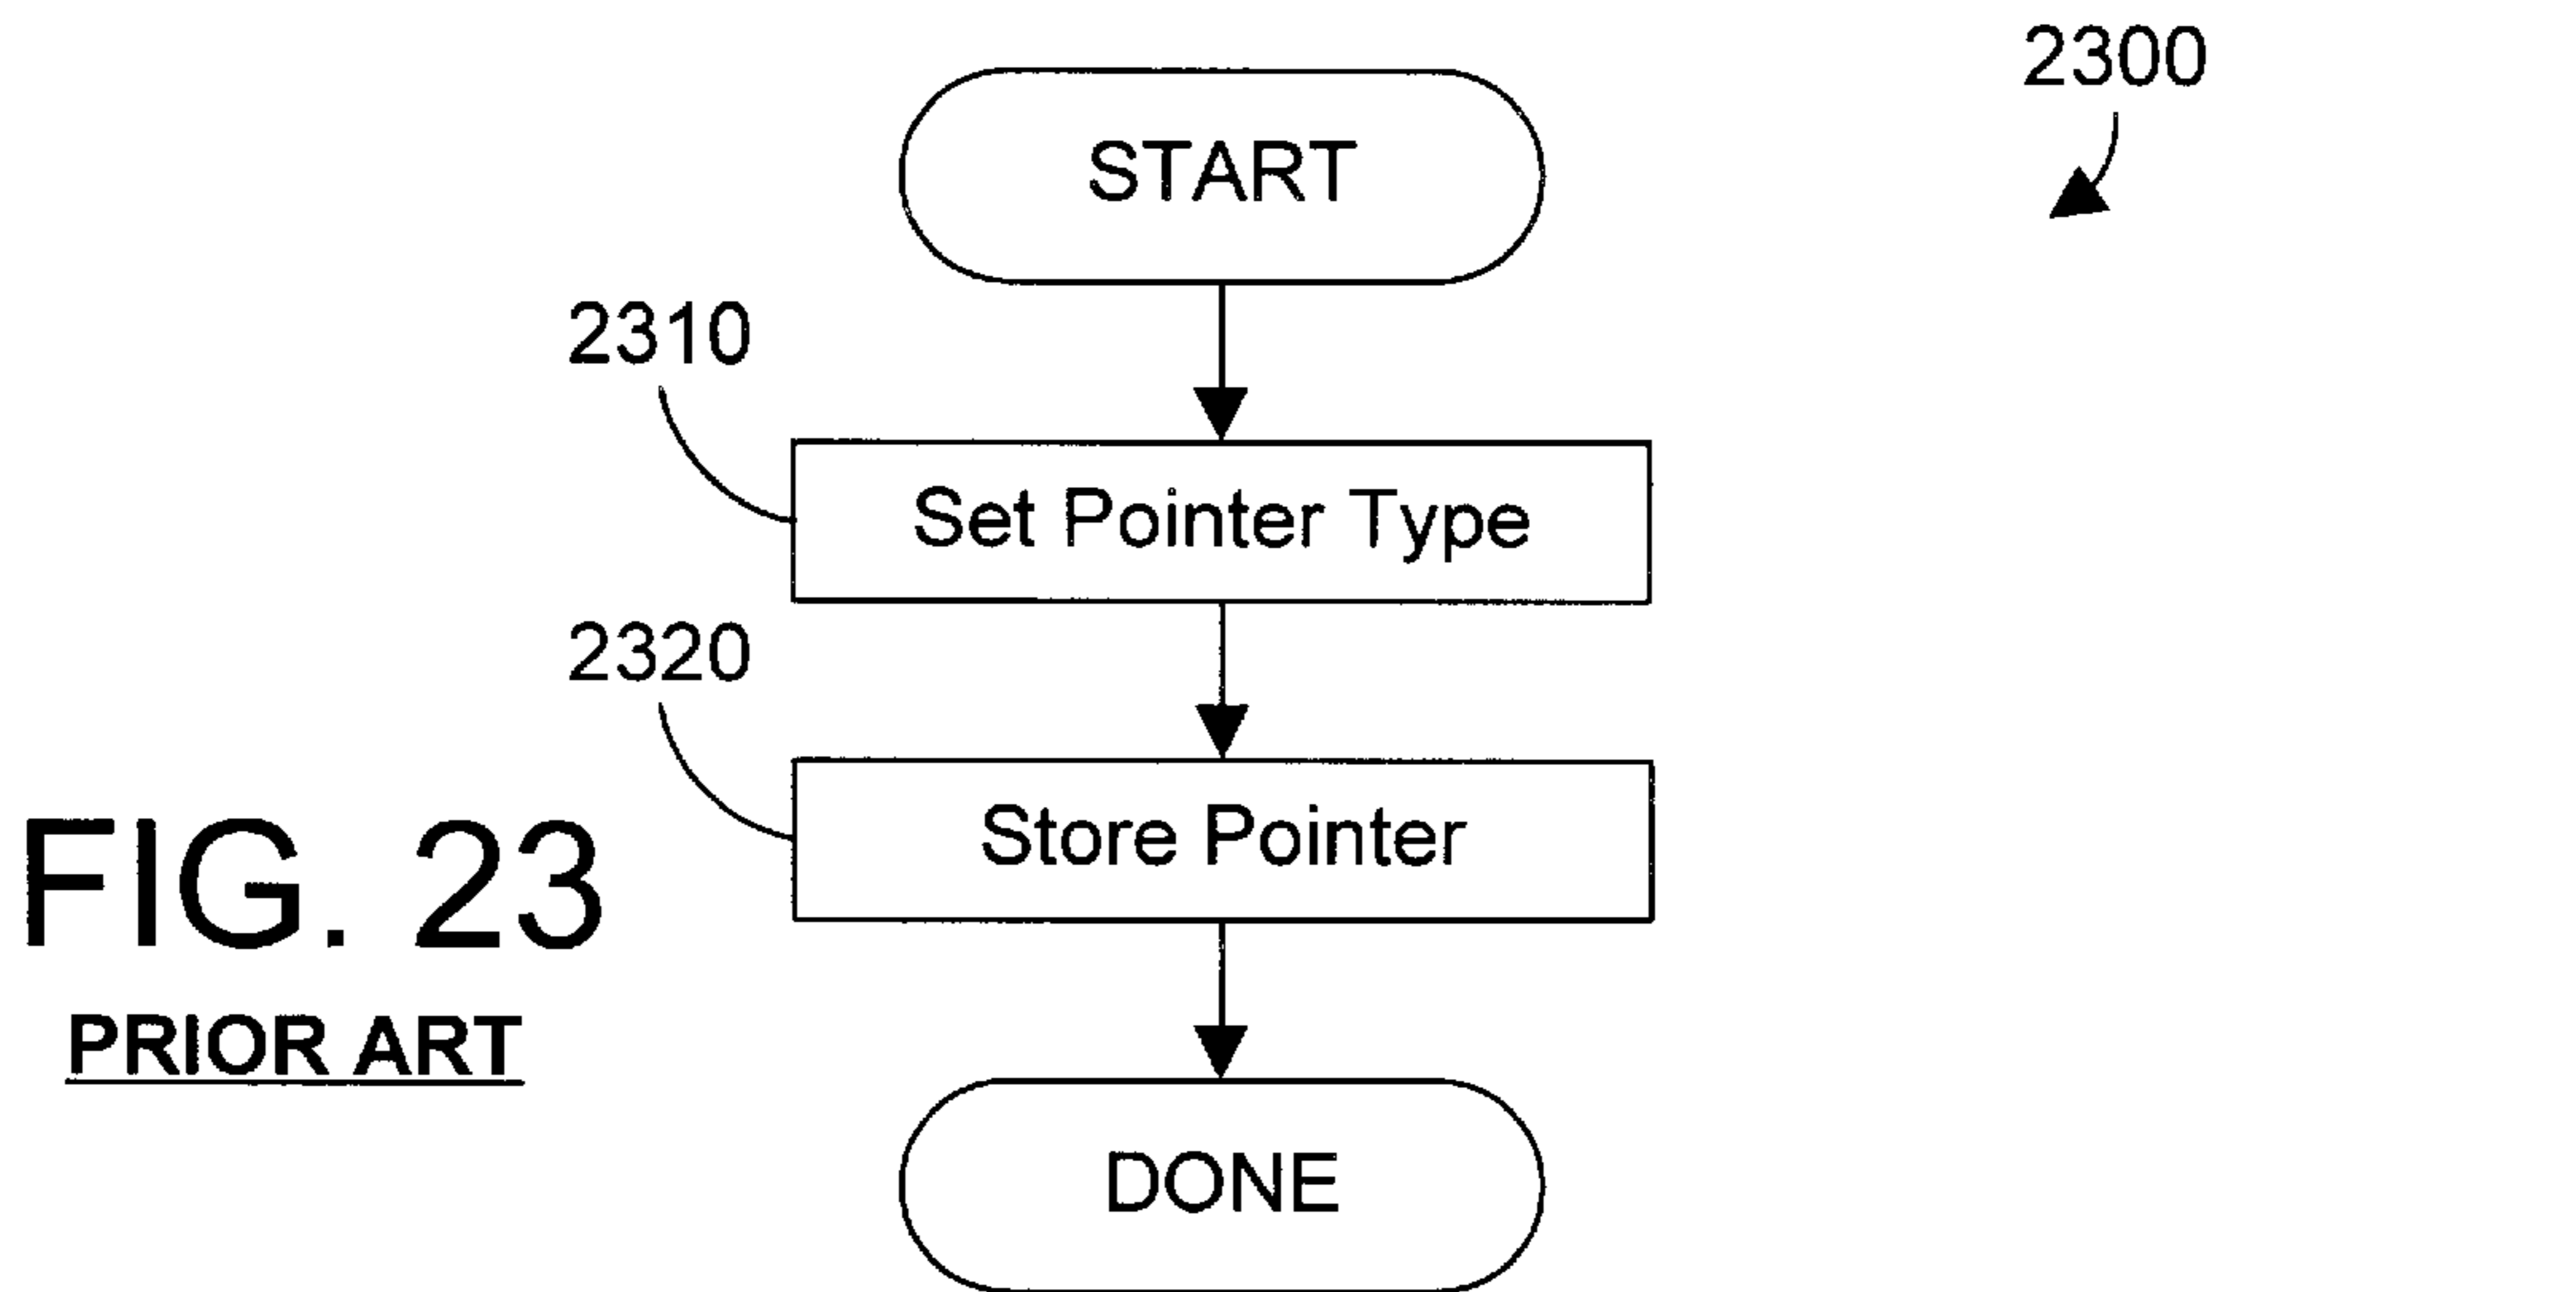 2300
START
2310
Set Pointer Type
2320
Store Pointer
FIG. 23
PRIOR ART
DONE